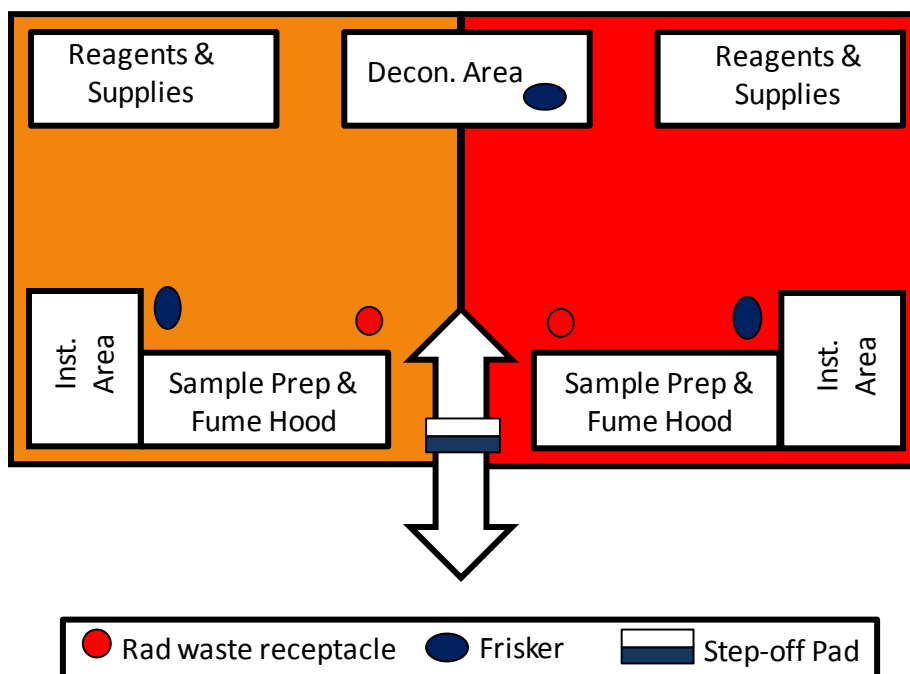 Reagents &
Supplies
Decon. Area
Reagents &
Supplies
Inst.
Area
Sample Prep &
Fume Hood
Sample Prep &
Fume Hood
Inst.
Area
Rad waste receptacle
Frisker
Step-off Pad